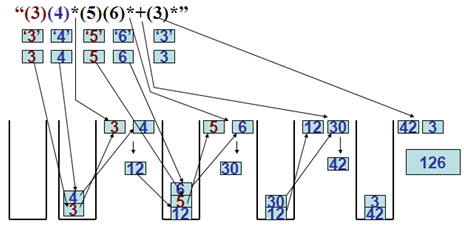 “(3)(4)*(5)(6)*+(3)*”
‘3’ ‘4’ ‘5’ ‘6’ ‘3’
3 4 5 6 3
3 4 5 6 12 30 42 3
12 30 42 126
4 6
3 5 30 3
12 12 42